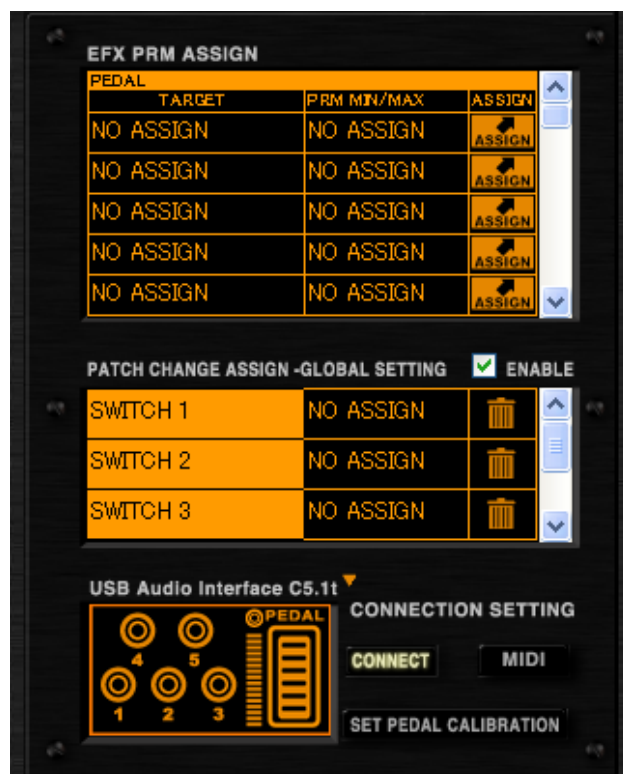 EFX PRM ASSIGN
PEDAL
TARGET PRM MIN/MAX ASSIGN
NO ASSIGN NO ASSIGN ASSIGN
NO ASSIGN NO ASSIGN ASSIGN
NO ASSIGN NO ASSIGN ASSIGN
NO ASSIGN NO ASSIGN ASSIGN
NO ASSIGN NO ASSIGN ASSIGN
PATCH CHANGE ASSIGN -GLOBAL SETTING ENABLE
SWITCH 1 NO ASSIGN
SWITCH 2 NO ASSIGN
SWITCH 3 NO ASSIGN
USB Audio Interface C5.1t
PEDAL
4 5
1 2 3
CONNECTION SETTING
CONNECT MIDI
SET PEDAL CALIBRATION